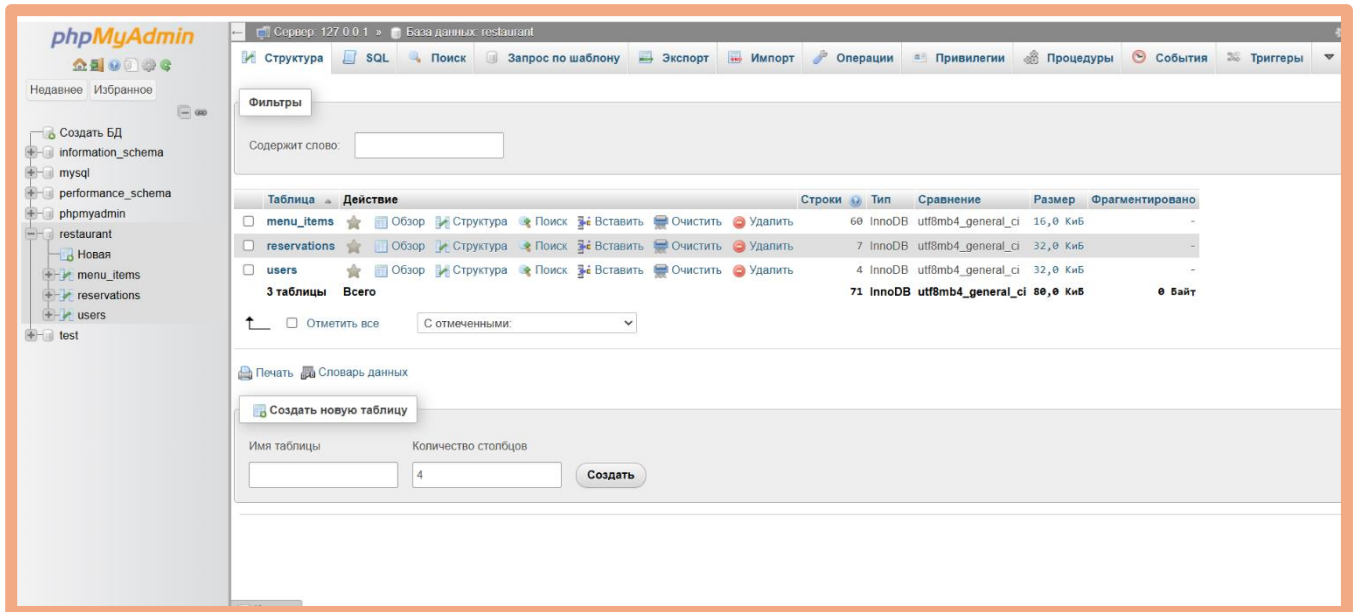 phpMyAdmin
Недавнее Избранное
Создать БД
information_schema
mysql
performance_schema
phpmyadmin
restaurant
Новая
menu_items
reservations
users
test
Сервер: 127.0.0.1 » База данных: restaurant
Структура SQL Поиск Запрос по шаблону Экспорт Импорт Операции Привилегии Процедуры События Триггеры
Фильтры
Содержит слово:
Таблица Действие Строки Тип Сравнение Размер Фрагментировано
menu_items Обзор Структура Поиск Вставить Очистить Удалить 60 InnoDB utf8mb4_general_ci 16,0 КиБ -
reservations Обзор Структура Поиск Вставить Очистить Удалить 7 InnoDB utf8mb4_general_ci 32,0 КиБ -
users Обзор Структура Поиск Вставить Очистить Удалить 4 InnoDB utf8mb4_general_ci 32,0 КиБ -
3 таблицы Всего 71 InnoDB utf8mb4_general_ci 80,0 КиБ 0 Байт
Отметить все С отмеченными:
Печать Словарь данных
Создать новую таблицу
Имя таблицы Количество столбцов
4 Создать